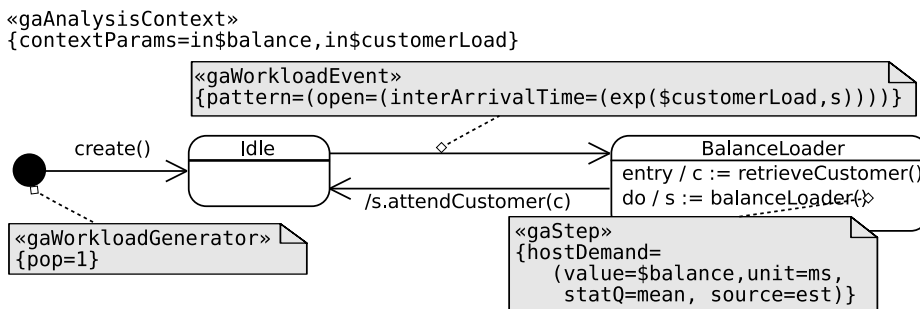 «gaAnalysisContext»
{contextParams=in$balance,in$customerLoad}
«gaWorkloadEvent»
{pattern=(open=(interArrivalTime=(exp($customerLoad,s))))}
create()
Idle
BalanceLoader
entry / c := retrieveCustomer()
do / s := balanceLoader()
/s.attendCustomer(c)
«gaWorkloadGenerator»
{pop=1}
«gaStep»
{hostDemand=
(value=$balance,unit=ms,
statQ=mean, source=est)}